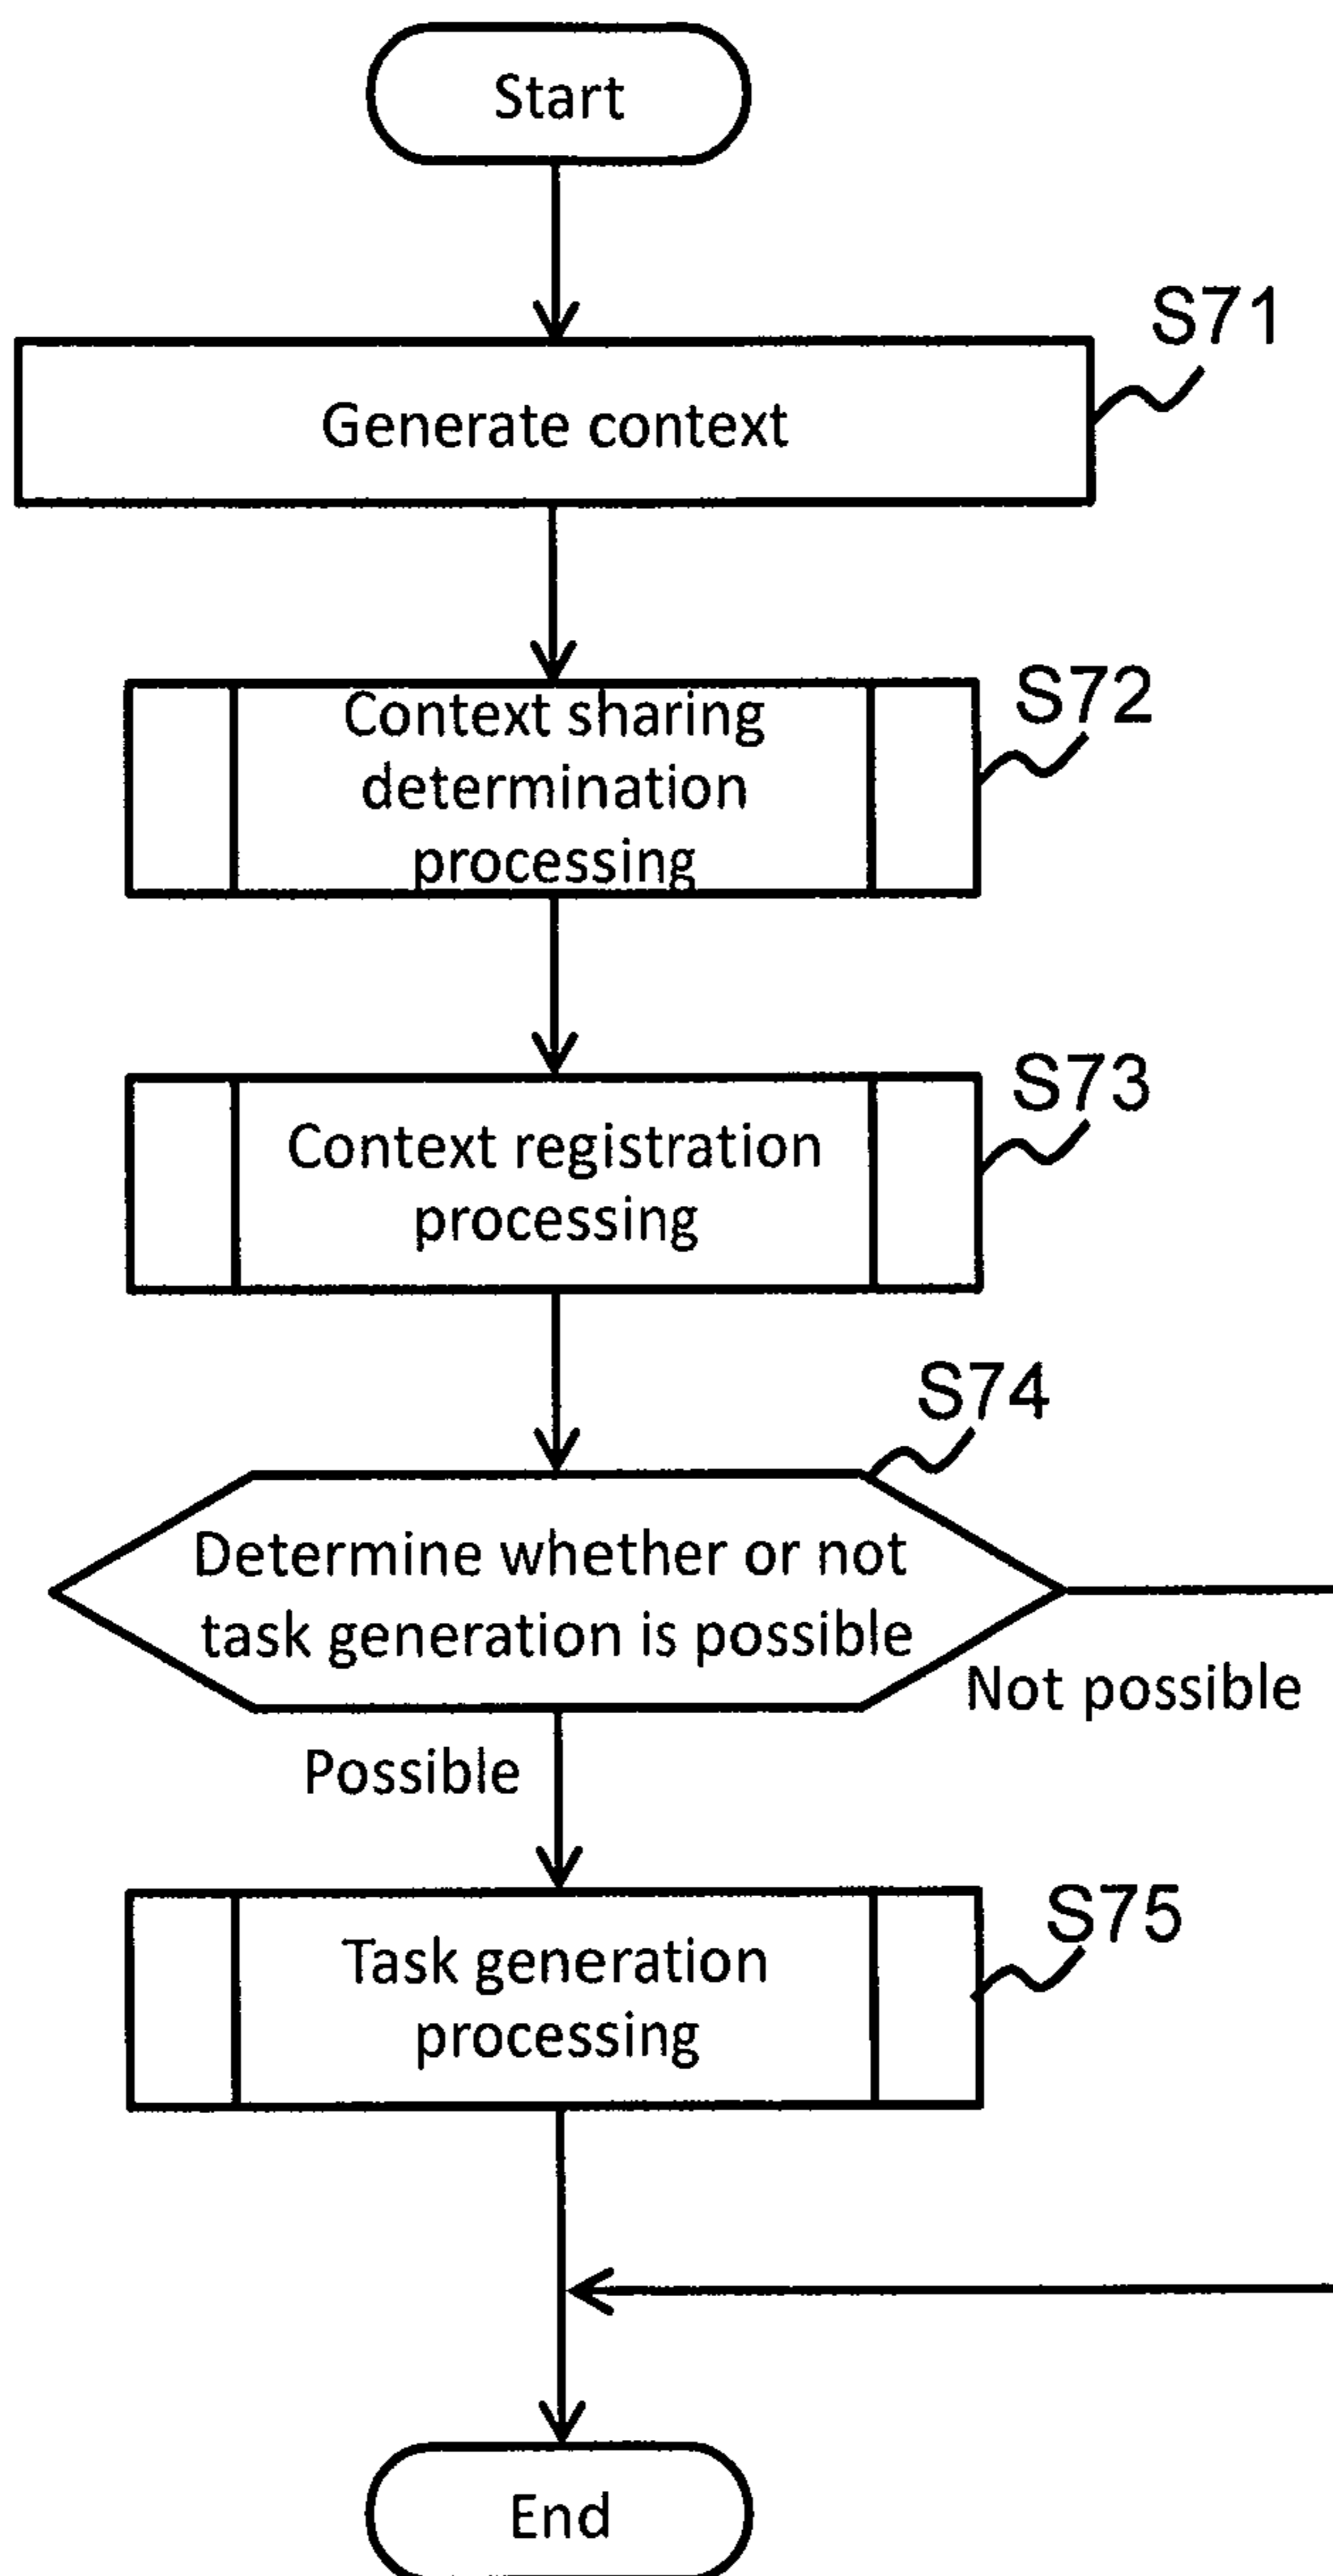 Start
S71
Generate context
S72
Context sharing
determination
processing
S73
Context registration
processing
S74
Determine whether or not
task generation is possible
Not possible
Possible
S75
Task generation
processing
End